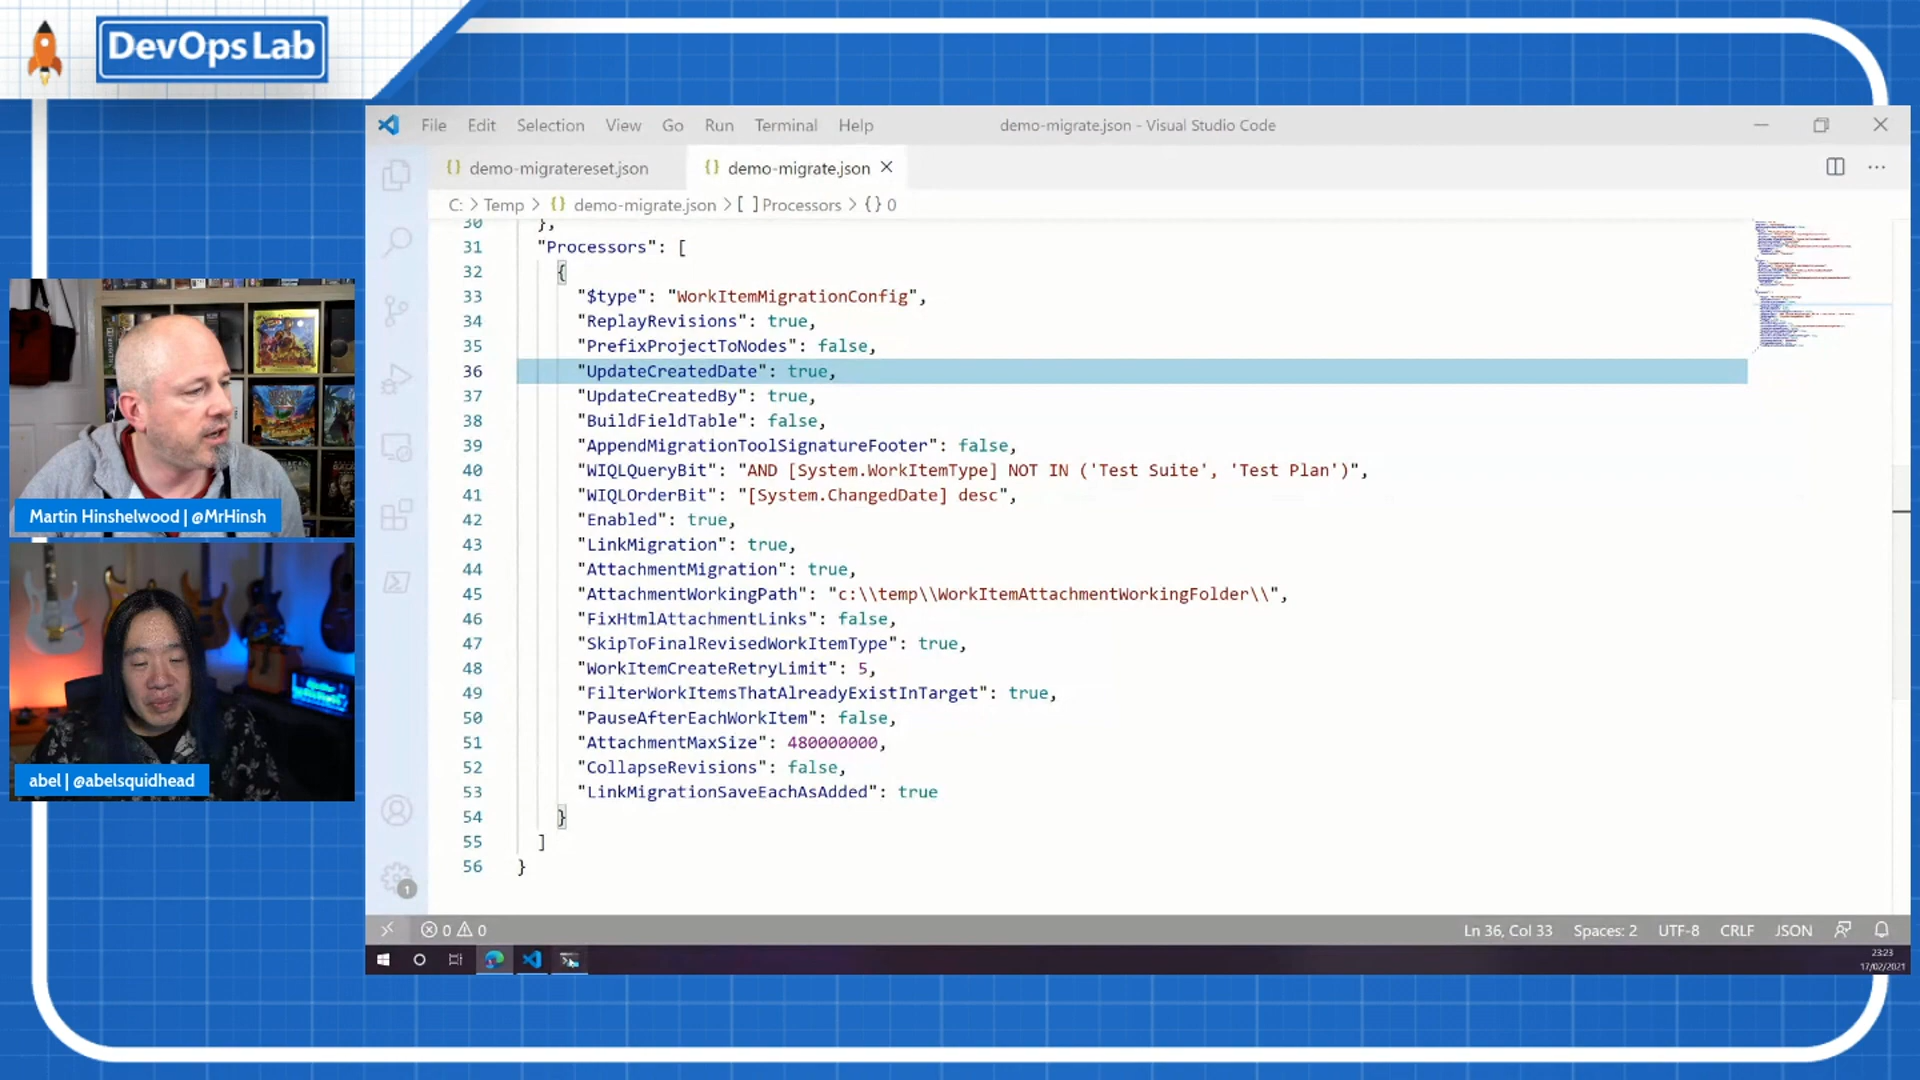 DevOps Lab
File Edit Selection View Go Run Terminal Help
demo-migrate.json - Visual Studio Code
{} demo-migratereset.json
{} demo-migrate.json
C: > Temp > {} demo-migrate.json > [ ] Processors > {} 0
30 },
31 "Processors": [
32 {
33 "$type": "WorkItemMigrationConfig",
34 "ReplayRevisions": true,
35 "PrefixProjectToNodes": false,
36 "UpdateCreatedDate": true,
37 "UpdateCreatedBy": true,
38 "BuildFieldTable": false,
39 "AppendMigrationToolSignatureFooter": false,
40 "WIQLQueryBit": "AND [System.WorkItemType] NOT IN ('Test Suite', 'Test Plan')",
41 "WIQLOrderBit": "[System.ChangedDate] desc",
42 "Enabled": true,
43 "LinkMigration": true,
44 "AttachmentMigration": true,
45 "AttachmentWorkingPath": "c:\\temp\\WorkItemAttachmentWorkingFolder\\",
46 "FixHtmlAttachmentLinks": false,
47 "SkipToFinalRevisedWorkItemType": true,
48 "WorkItemCreateRetryLimit": 5,
49 "FilterWorkItemsThatAlreadyExistInTarget": true,
50 "PauseAfterEachWorkItem": false,
51 "AttachmentMaxSize": 480000000,
52 "CollapseRevisions": false,
53 "LinkMigrationSaveEachAsAdded": true
54 }
55 ]
56 }
1
0 0
Ln 36, Col 33 Spaces: 2 UTF-8 CRLF JSON
23:23
17/02/2021
Martin Hinshelwood | @MrHinsh
abel | @abelsquidhead